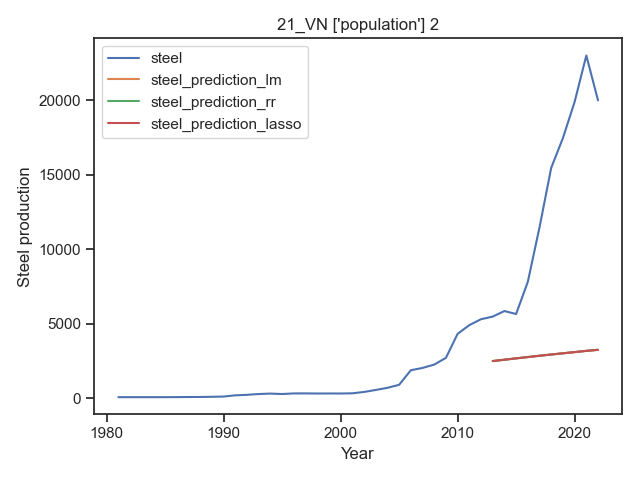 21_VN ['population'] 2
steel
steel_prediction_lm
steel_prediction_rr
steel_prediction_lasso
Steel production
20000
15000
10000
5000
0
1980
1990
2000
2010
2020
Year